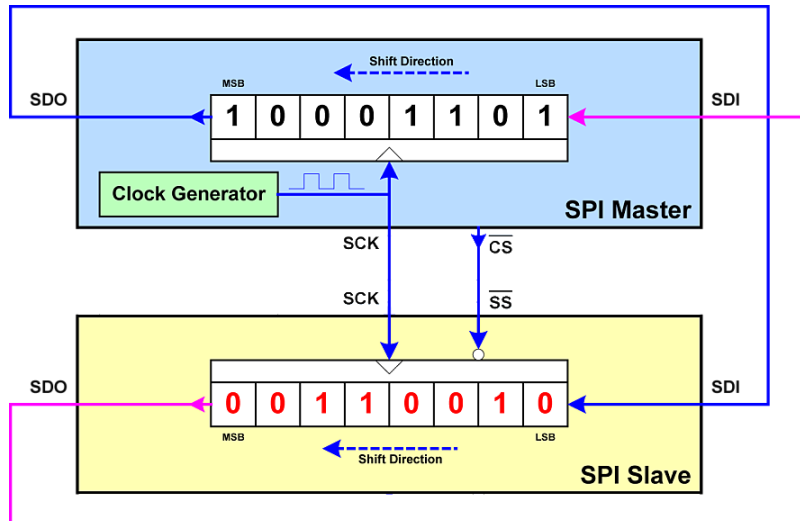 Shift Direction
MSB
LSB
SDO
1 0 0 0 1 1 0 1
SDI
Clock Generator
SPI Master
SCK
CS
SCK
SS
SDO
0 0 1 1 0 0 1 0
SDI
MSB
LSB
Shift Direction
SPI Slave